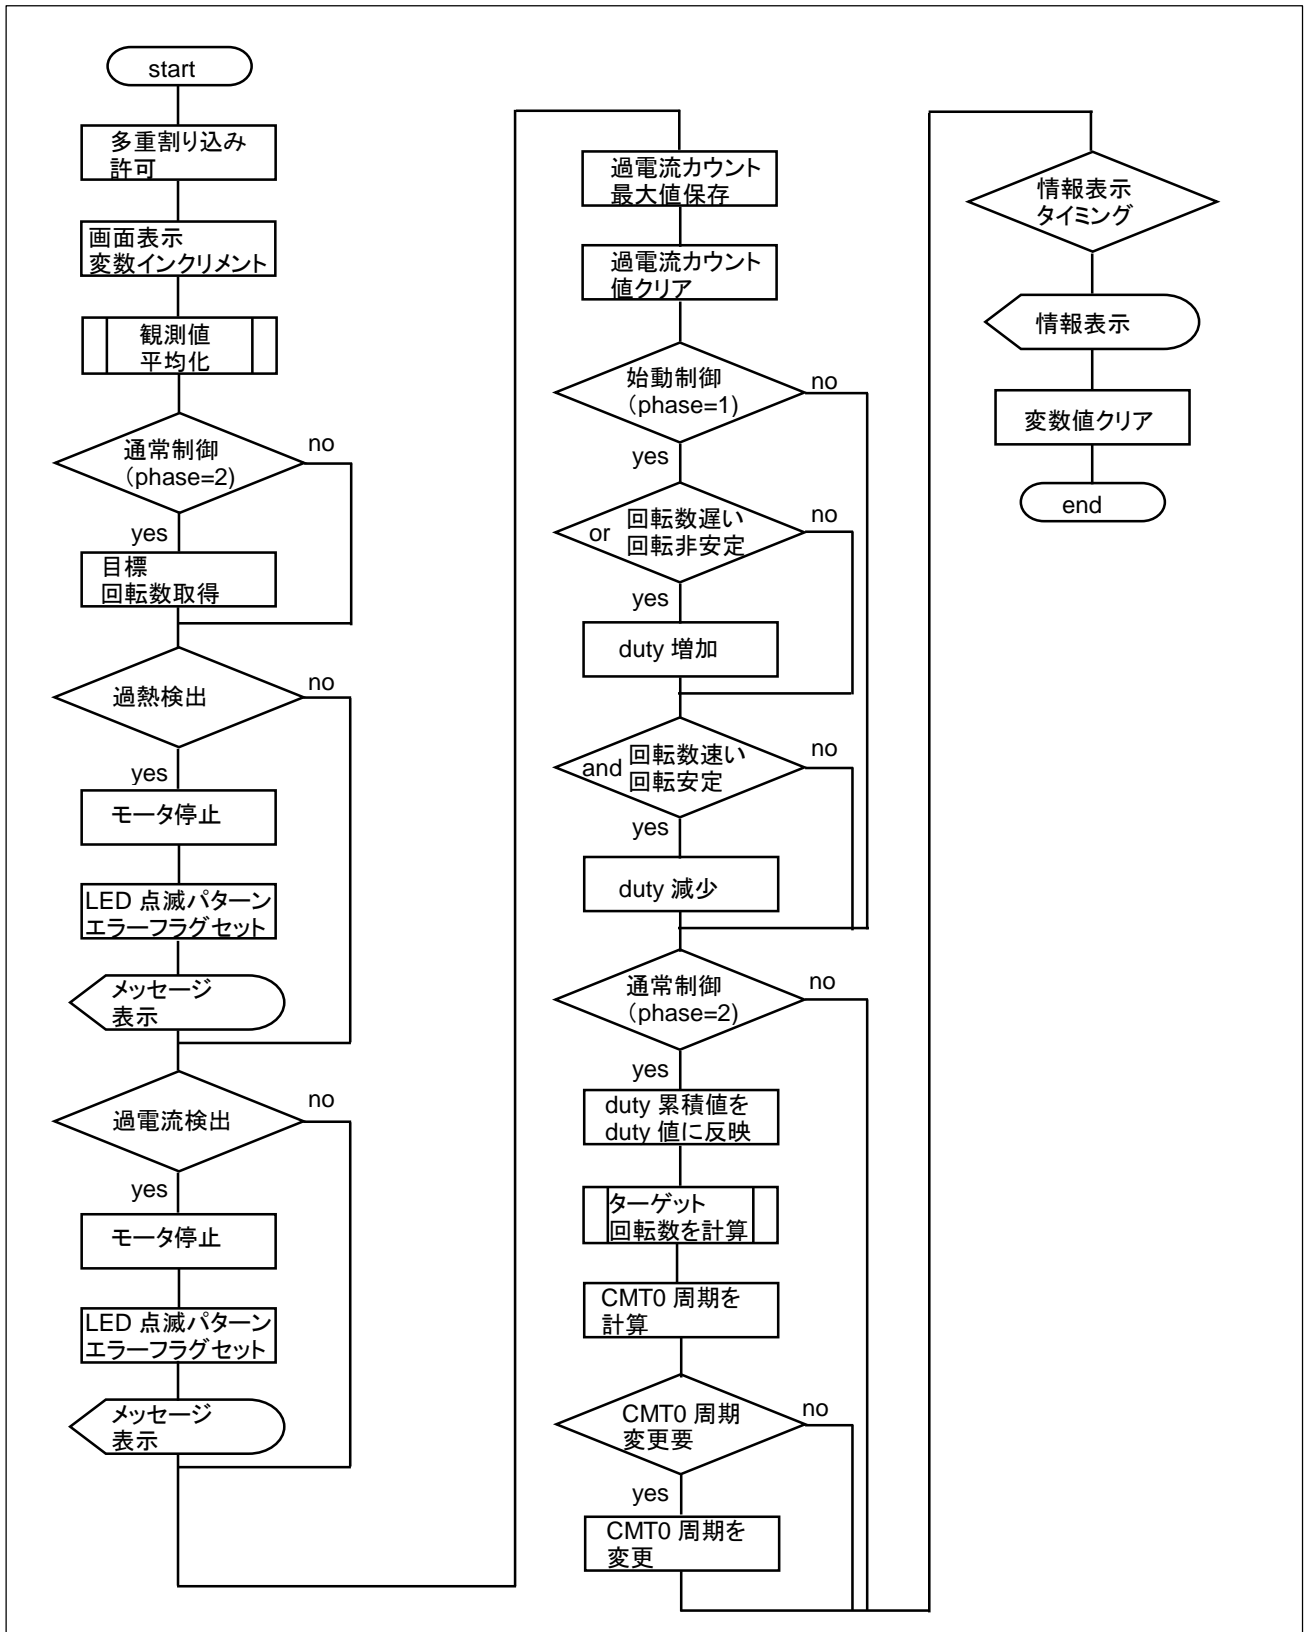 start
多重割り込み
許可
画面表示
変数インクリメント
観測値
平均化
通常制御
（phase=2)
no
yes
目標
回転数取得
過熱検出
no
yes
モータ停止
LED 点滅パターン
エラーフラグセット
メッセージ
表示
過電流検出
no
yes
モータ停止
LED 点滅パターン
エラーフラグセット
メッセージ
表示
過電流カウント
最大値保存
過電流カウント
値クリア
始動制御
（phase=1)
no
yes
or
回転数遅い
回転非安定
no
yes
duty 増加
and
回転数速い
回転安定
no
yes
duty 減少
通常制御
（phase=2)
no
yes
duty 累積値を
duty 値に反映
ターゲット
回転数を計算
CMT0 周期を
計算
CMT0 周期
変更要
no
yes
CMT0 周期を
変更
情報表示
タイミング
情報表示
変数値クリア
end